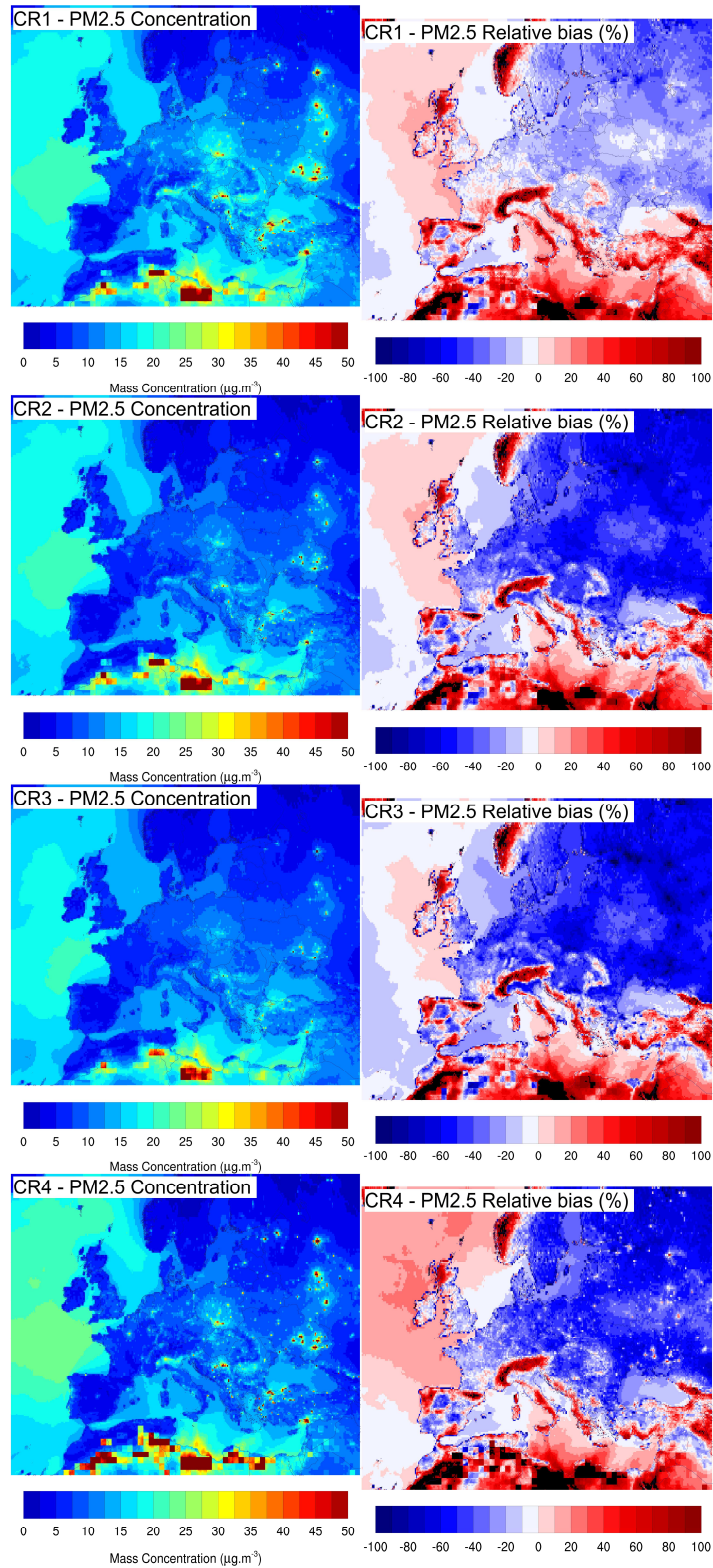 CR1 - PM2.5 Concentration
CR1 - PM2.5 Relative bias (%)
0 5 10 15 20 25 30 35 40 45 50
Mass Concentration (µg.m-3)
-100 -80 -60 -40 -20 0 20 40 60 80 100
CR2 - PM2.5 Concentration
CR2 - PM2.5 Relative bias (%)
0 5 10 15 20 25 30 35 40 45 50
Mass Concentration (µg.m-3)
-100 -80 -60 -40 -20 0 20 40 60 80 100
CR3 - PM2.5 Concentration
CR3 - PM2.5 Relative bias (%)
0 5 10 15 20 25 30 35 40 45 50
Mass Concentration (µg.m-3)
-100 -80 -60 -40 -20 0 20 40 60 80 100
CR4 - PM2.5 Concentration
CR4 - PM2.5 Relative bias (%)
0 5 10 15 20 25 30 35 40 45 50
Mass Concentration (µg.m-3)
-100 -80 -60 -40 -20 0 20 40 60 80 100